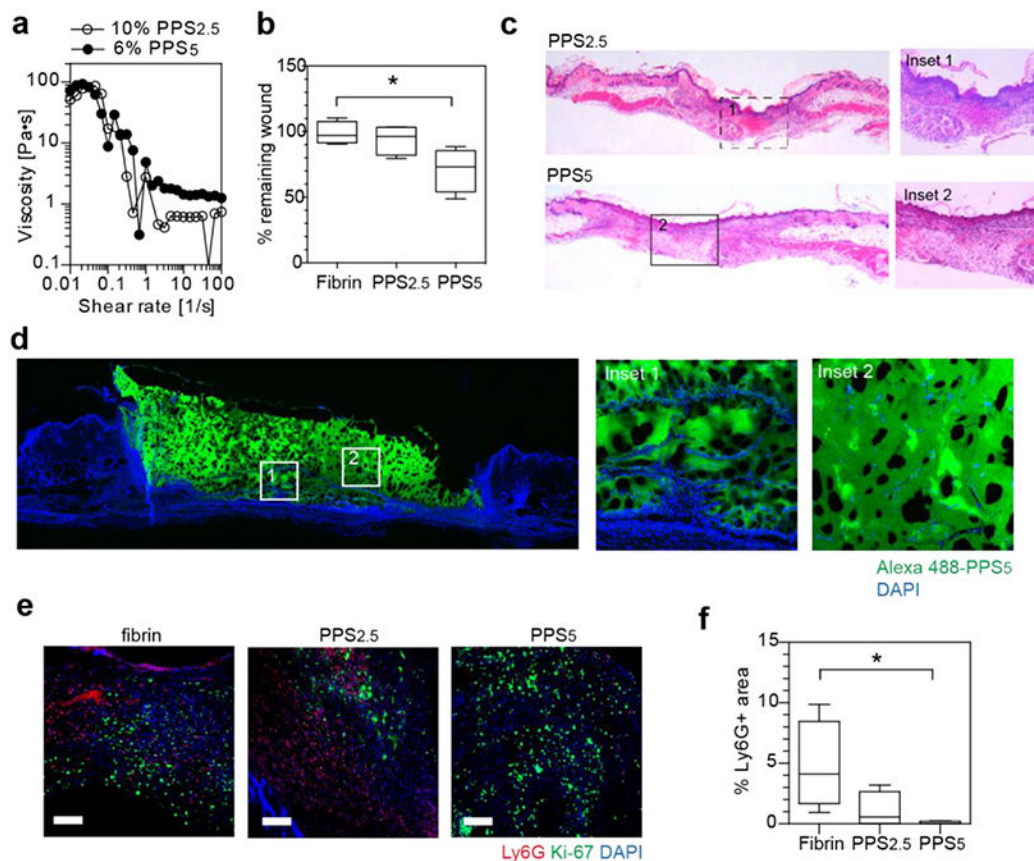 a
10% PPS2.5
6% PPS5
Viscosity [Pa•s]
100
10
1
0.1
0.01 0.1 1 10 100
Shear rate [1/s]
b
*
% remaining wound
150
100
50
0
Fibrin PPS2.5 PPS5
c
PPS2.5
1
Inset 1
PPS5
2
Inset 2
d
1
2
Inset 1
Inset 2
Alexa 488-PPS5
DAPI
e
fibrin
PPS2.5
PPS5
Ly6G Ki-67 DAPI
f
*
% Ly6G+ area
15
10
5
0
Fibrin PPS2.5 PPS5